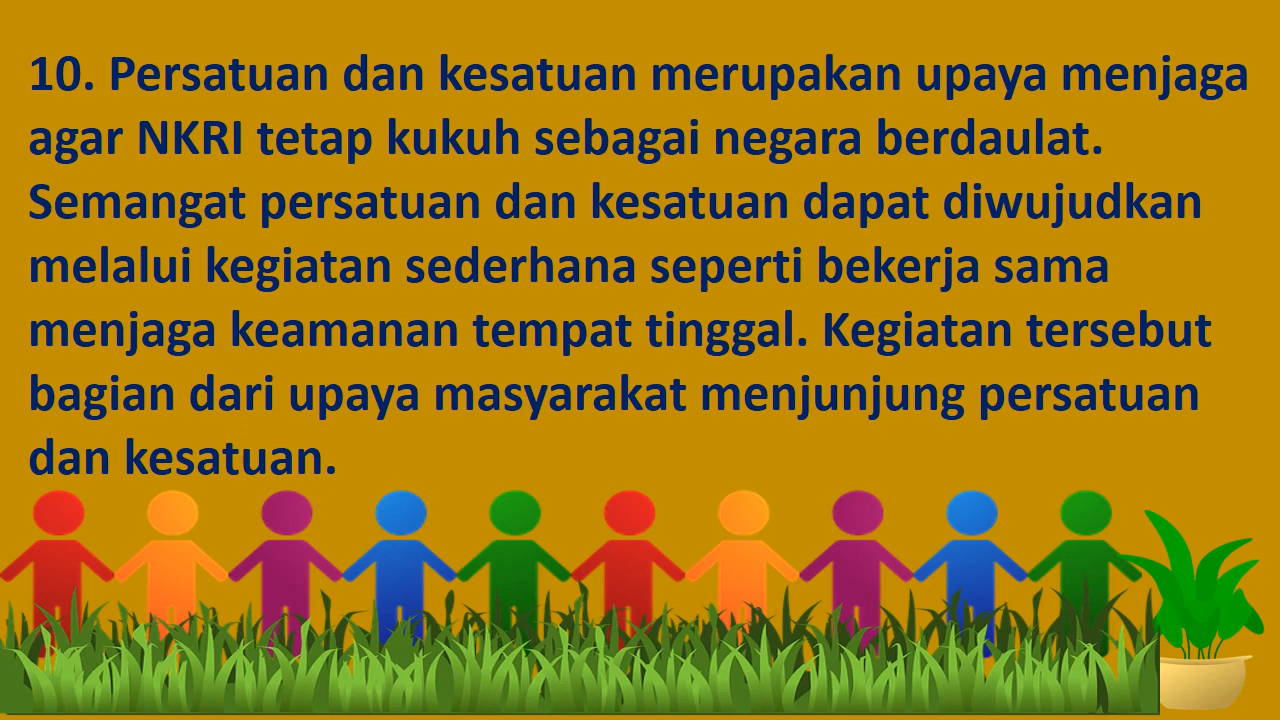 10. Persatuan dan kesatuan merupakan upaya menjaga
agar NKRI tetap kukuh sebagai negara berdaulat.
Semangat persatuan dan kesatuan dapat diwujudkan
melalui kegiatan sederhana seperti bekerja sama
menjaga keamanan tempat tinggal. Kegiatan tersebut
bagian dari upaya masyarakat menjunjung persatuan
dan kesatuan.